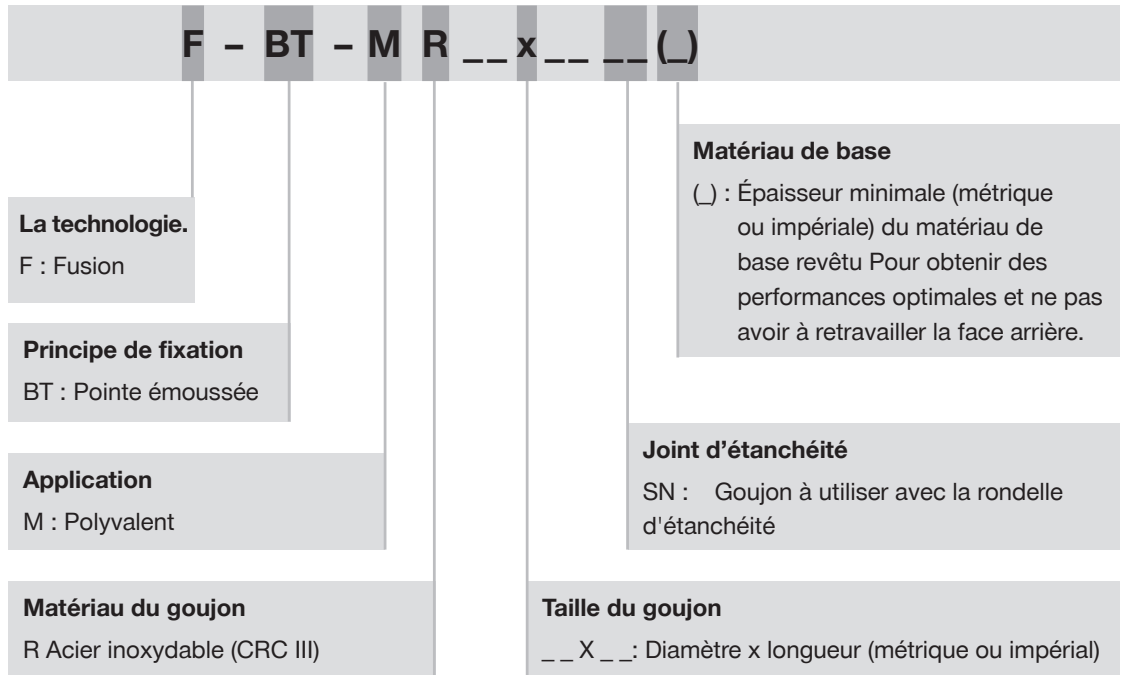 F – BT – M R _ _ x _ _ _ _ (_)
La technologie.
F : Fusion
Principe de fixation
BT : Pointe émoussée
Application
M : Polyvalent
Matériau du goujon
R Acier inoxydable (CRC III)
Matériau de base
(_) : Épaisseur minimale (métrique
ou impériale) du matériau de
base revêtu Pour obtenir des
performances optimales et ne pas
avoir à retravailler la face arrière.
Joint d’étanchéité
SN : Goujon à utiliser avec la rondelle
d'étanchéité
Taille du goujon
_ _ X _ _: Diamètre x longueur (métrique ou impérial)